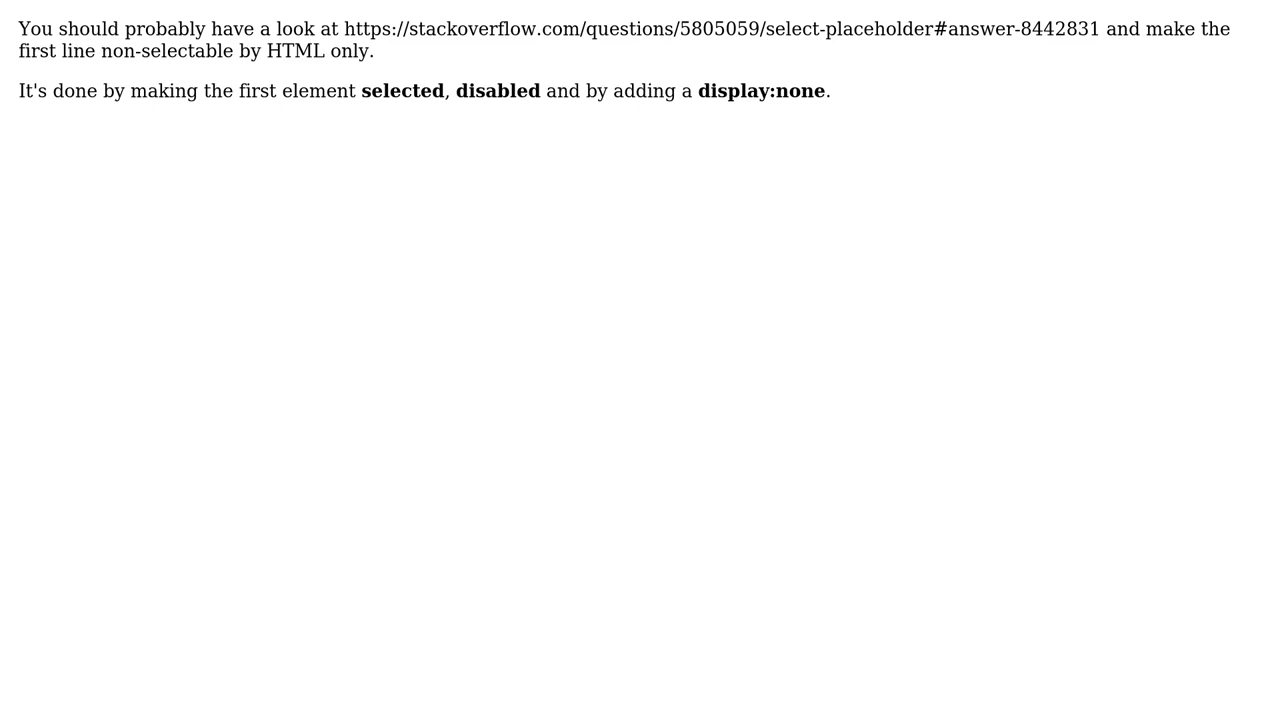 You should probably have a look at https://stackoverflow.com/questions/5805059/select-placeholder#answer-8442831 and make the
first line non-selectable by HTML only.
It's done by making the first element selected, disabled and by adding a display:none.